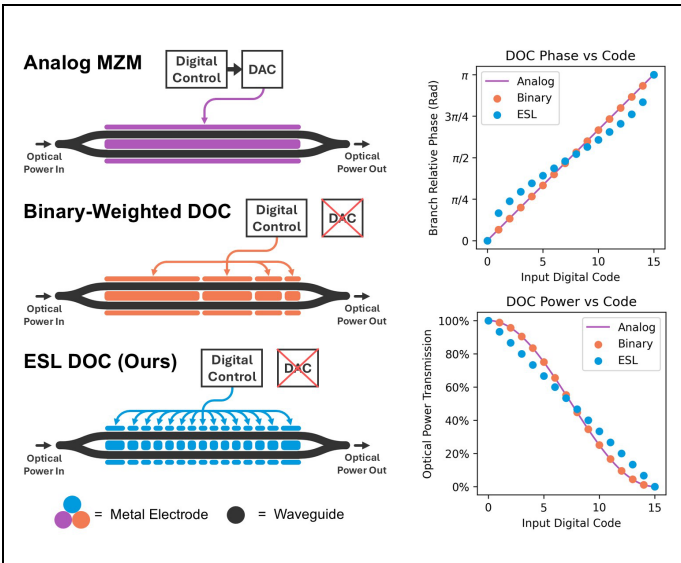 Analog MZM
Digital
Control
DAC
Optical
Power In
Optical
Power Out
Binary-Weighted DOC
Digital
Control
DAC
Optical
Power In
Optical
Power Out
ESL DOC (Ours)
Digital
Control
DAC
Optical
Power In
Optical
Power Out
= Metal Electrode
= Waveguide
DOC Phase vs Code
Branch Relative Phase (Rad)
π
3π/4
π/2
π/4
0
Analog
Binary
ESL
0
5
10
15
Input Digital Code
DOC Power vs Code
Optical Power Transmission
100%
80%
60%
40%
20%
0%
Analog
Binary
ESL
0
5
10
15
Input Digital Code